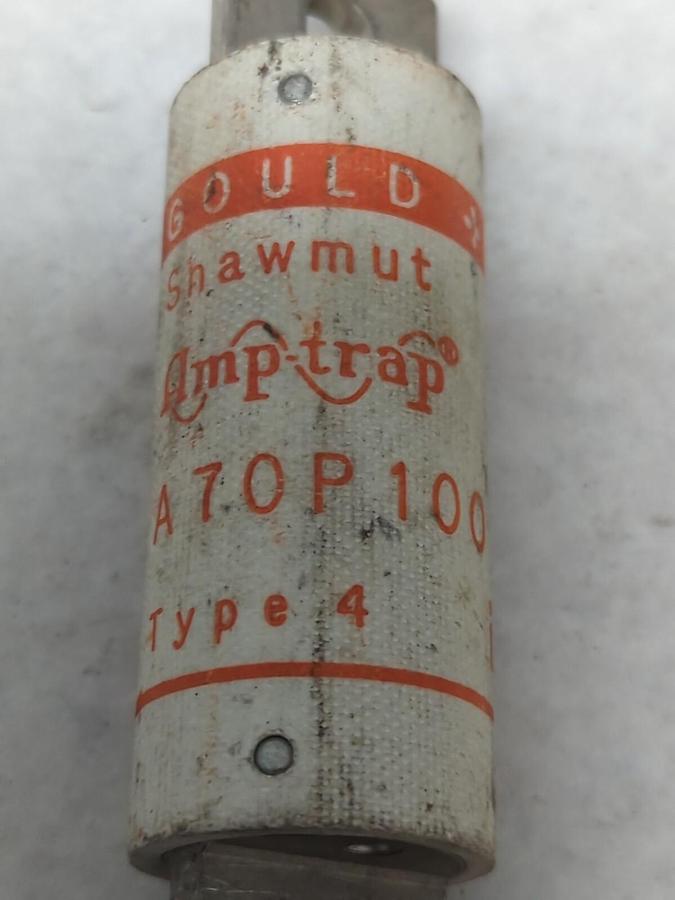 GOULD
Shawmut
Amp-trap®
A70P100
Type 4